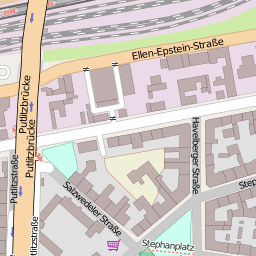 Ellen-Epstein-Straße
Putlitzbrücke
Putlitzbrücke
Putlitzstraße
Putlitzstraße
Salzwedeler Straße
Havelberger Straße
Step
Stephanplatz